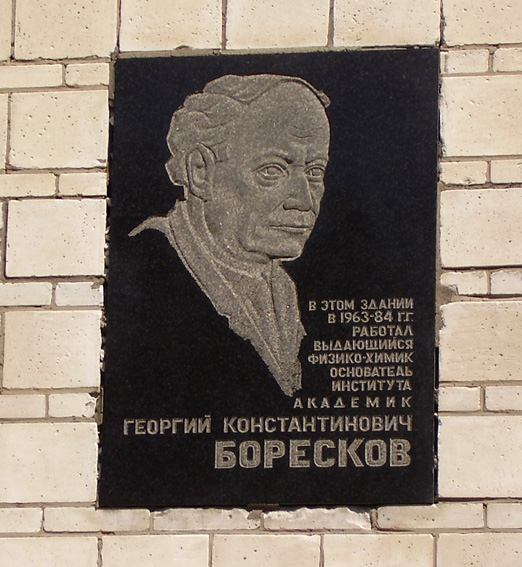 В ЭТОМ ЗДАНИИ
В 1963-84 Г.Г.
РАБОТАЛ
ВЫДАЮЩИЙСЯ
ФИЗИКО-ХИМИК
ОСНОВАТЕЛЬ
ИНСТИТУТА
АКАДЕМИК
ГЕОРГИЙ КОНСТАНТИНОВИЧ
БОРЕСКОВ